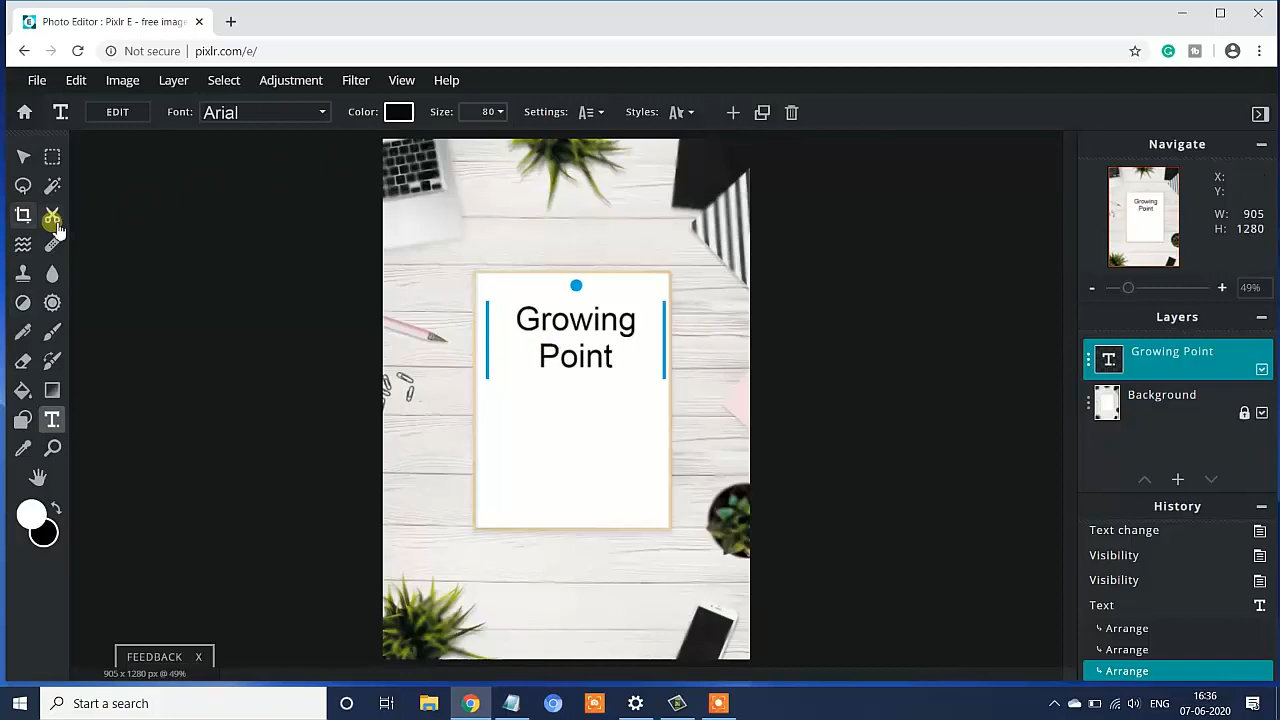 Photo Editor : Pixlr E - free image
Not secure | pixlr.com/e/
File Edit Image Layer Select Adjustment Filter View Help
EDIT Font: Arial Color: Size: 80 Settings: Styles:
Navigate
X:
Y:
W: 905
H: 1280
- + 49%
Growing
Point
Growing
Point
Layers
Growing Point
Background
History
Text change
Visibility
Visibility
Text
Arrange
Arrange
Arrange
FEEDBACK X
905 x 1280 px @ 49%
Start a search
ENG
16:36
07-06-2020